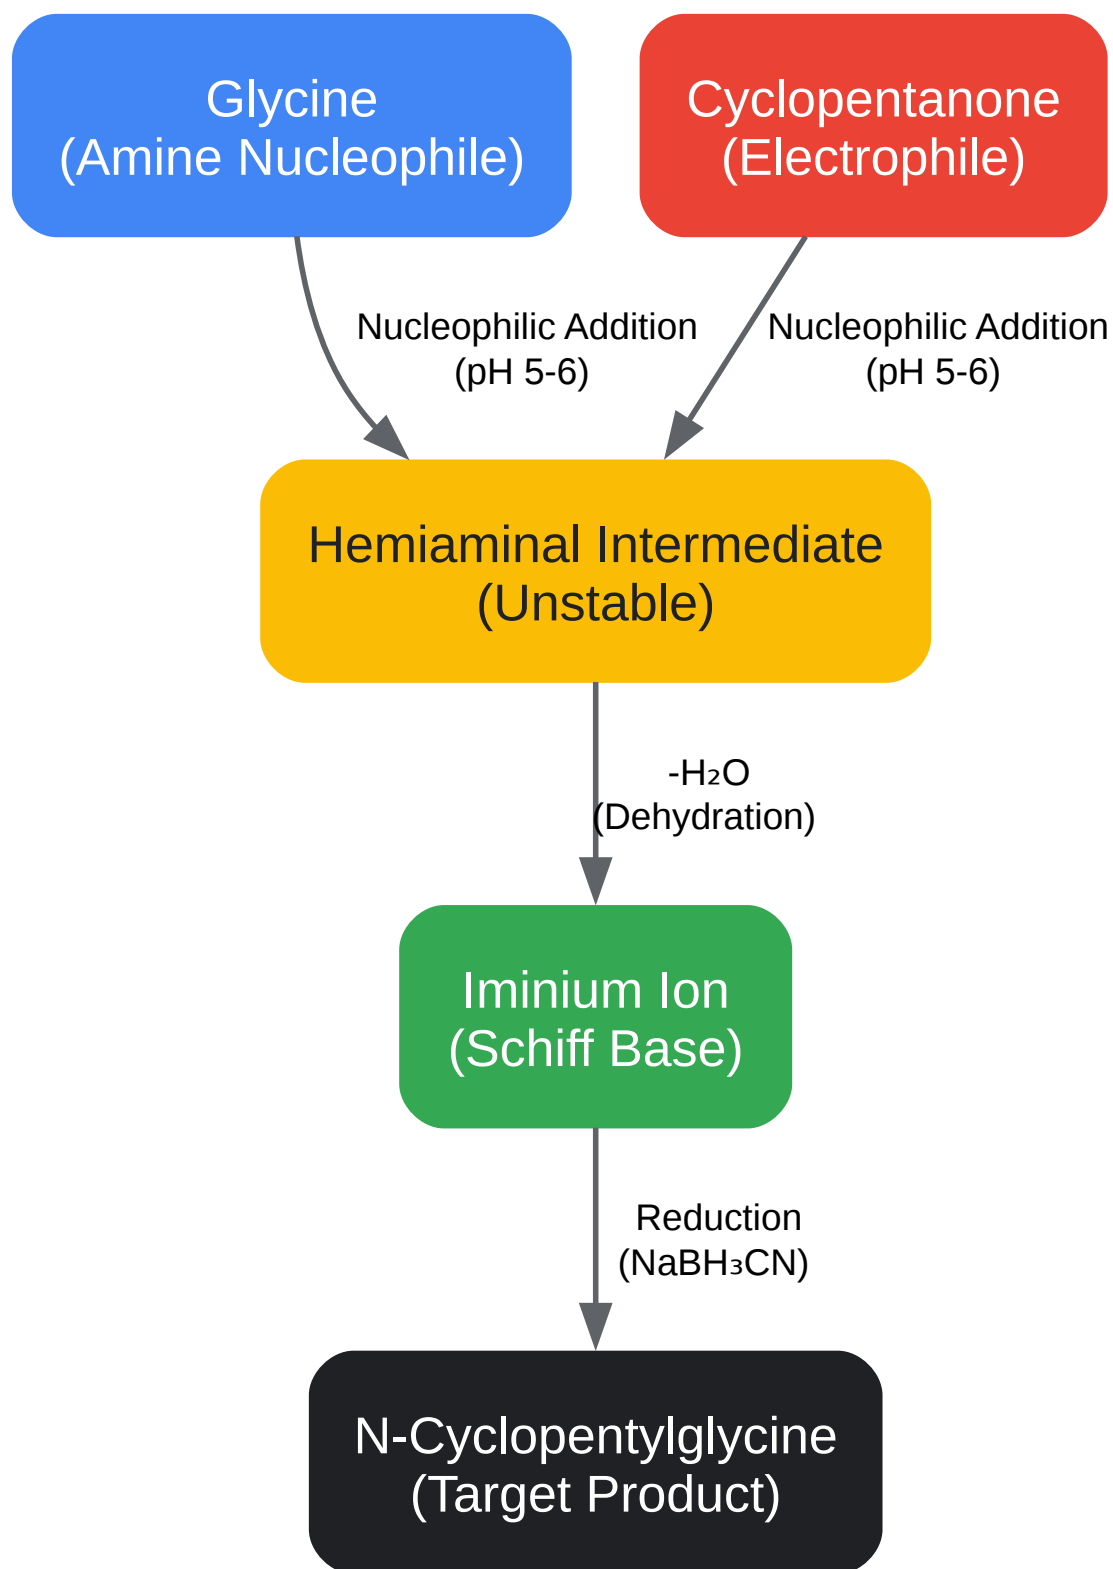 Glycine
(Amine Nucleophile)
Cyclopentanone
(Electrophile)
Nucleophilic Addition
(pH 5-6)
Nucleophilic Addition
(pH 5-6)
Hemiaminal Intermediate
(Unstable)
-H₂O
(Dehydration)
Iminium Ion
(Schiff Base)
Reduction
(NaBH₃CN)
N-Cyclopentylglycine
(Target Product)